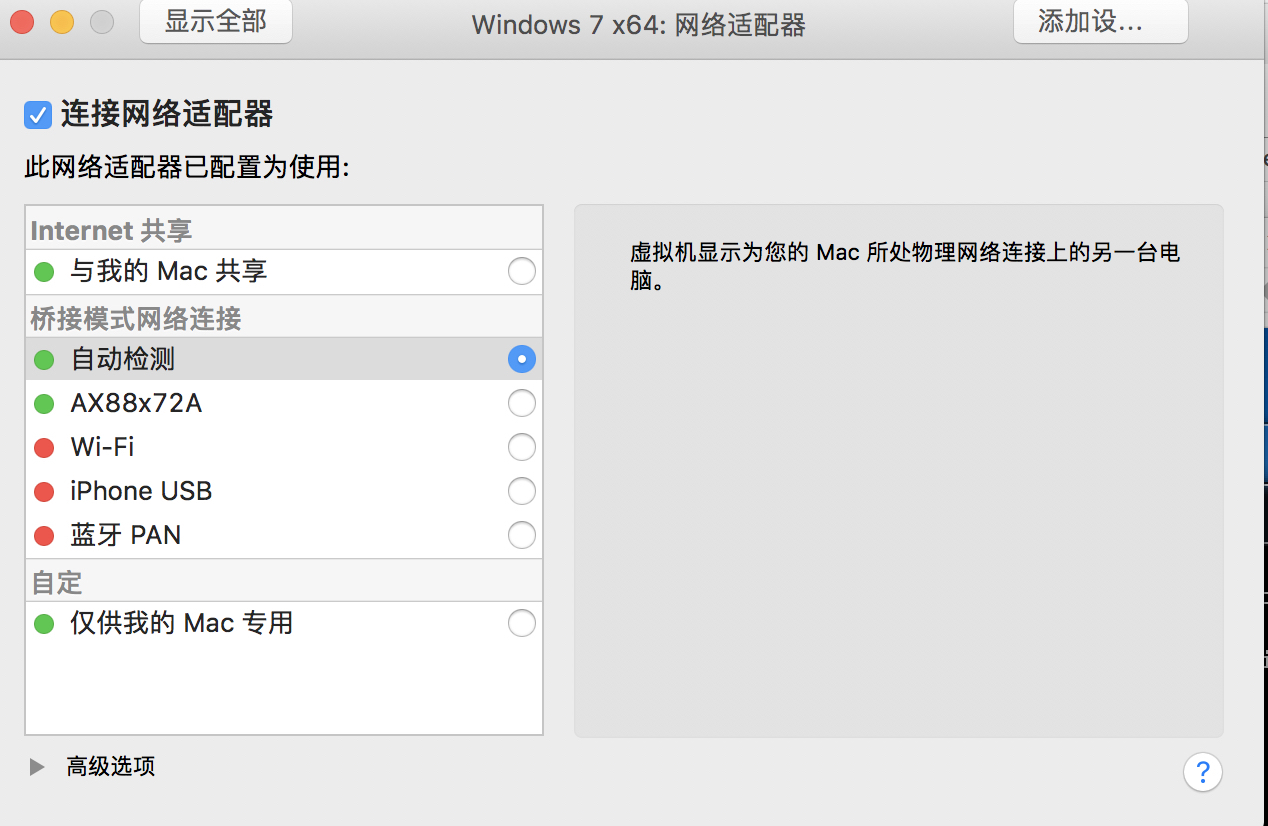 显示全部
Windows 7 x64: 网络适配器
添加设...
连接网络适配器
此网络适配器已配置为使用:
Internet 共享
与我的 Mac 共享
桥接模式网络连接
自动检测
AX88x72A
Wi-Fi
iPhone USB
蓝牙 PAN
自定
仅供我的 Mac 专用
虚拟机显示为您的 Mac 所处物理网络连接上的另一台电
脑。
高级选项
?